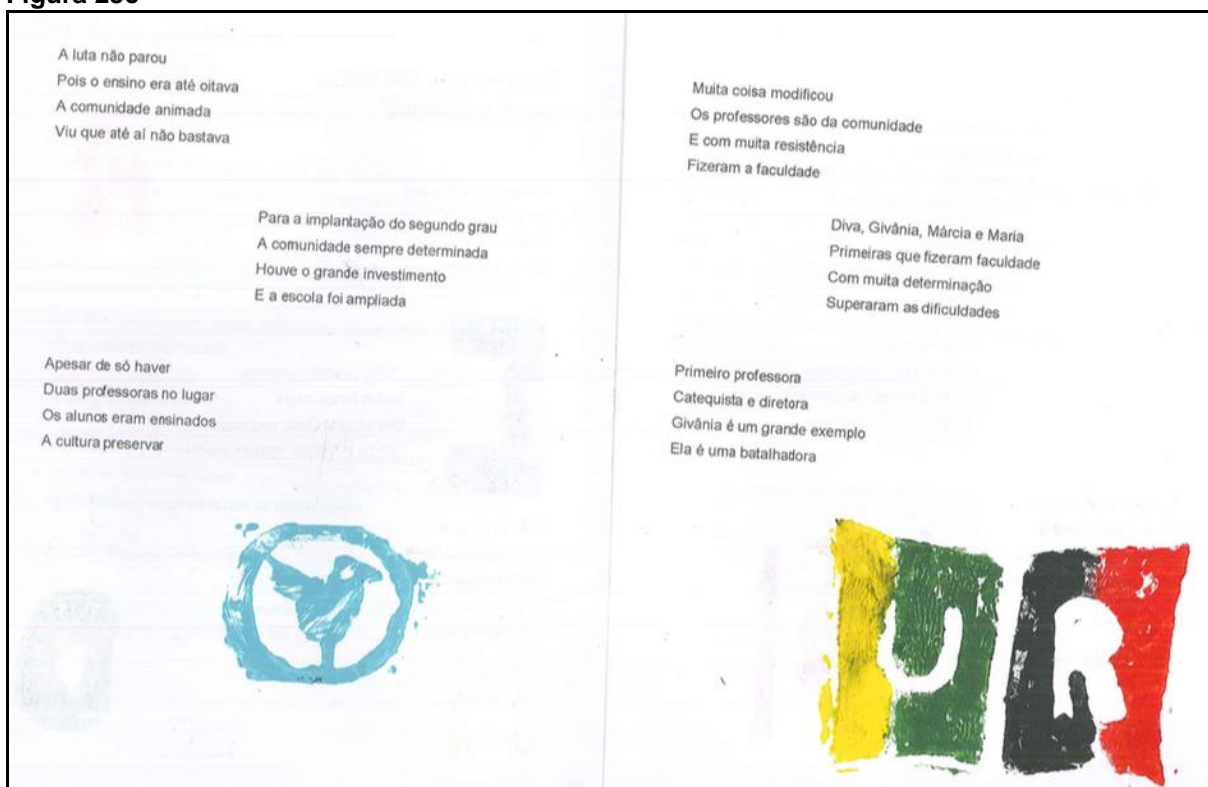 A luta não parou
Pois o ensino era até oitava
A comunidade animada
Viu que até aí não bastava
Para a implantação do segundo grau
A comunidade sempre determinada
Houve o grande investimento
E a escola foi ampliada
Apesar de só haver
Duas professoras no lugar
Os alunos eram ensinados
A cultura preservar
Muita coisa modificou
Os professores são da comunidade
E com muita resistência
Fizeram a faculdade
Diva, Givânia, Márcia e Maria
Primeiras que fizeram faculdade
Com muita determinação
Superaram as dificuldades
Primeiro professora
Catequista e diretora
Givânia é um grande exemplo
Ela é uma batalhadora
U R